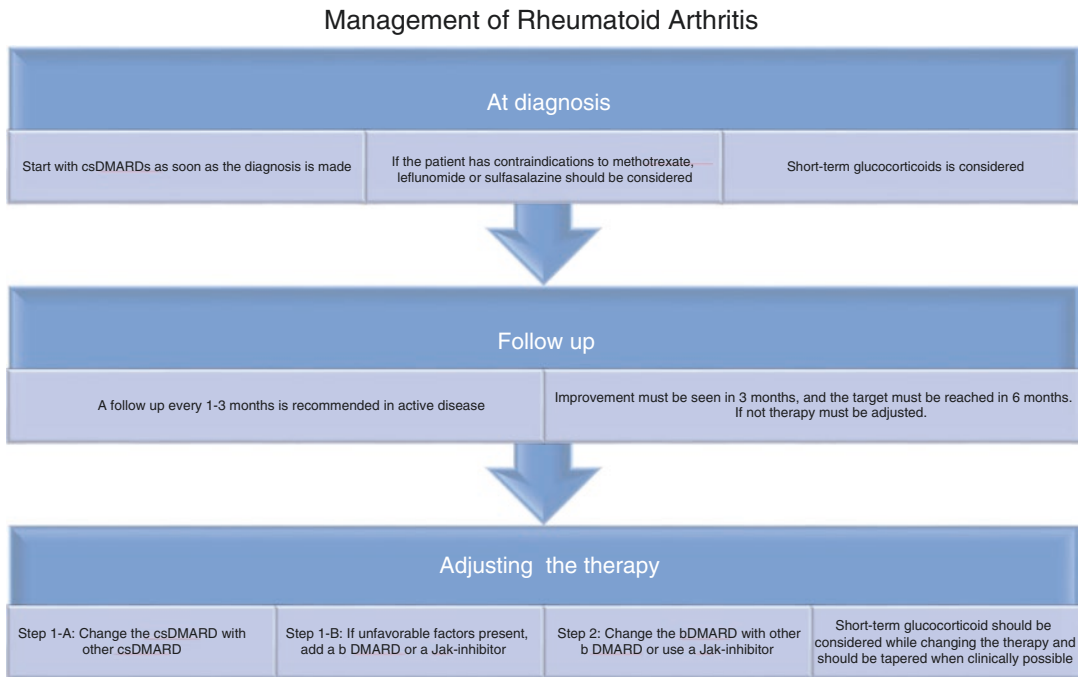 Management of Rheumatoid Arthritis
At diagnosis
Start with csDMARDs as soon as the diagnosis is made
If the patient has contraindications to methotrexate,
leflunomide or sulfasalazine should be considered
Short-term glucocorticoids is considered
Follow up
A follow up every 1-3 months is recommended in active disease
Improvement must be seen in 3 months, and the target must be reached in 6 months.
If not therapy must be adjusted.
Adjusting the therapy
Step 1-A: Change the csDMARD with
other csDMARD
Step 1-B: If unfavorable factors present,
add a b DMARD or a Jak-inhibitor
Step 2: Change the bDMARD with other
b DMARD or use a Jak-inhibitor
Short-term glucocorticoid should be
considered while changing the therapy and
should be tapered when clinically possible